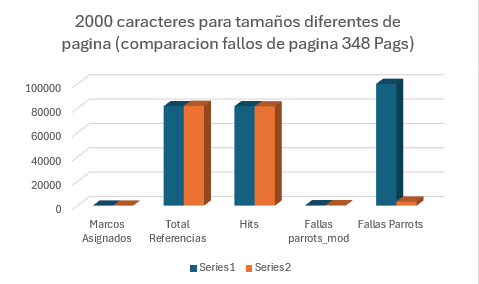 2000 caracteres para tamaños diferentes de
pagina (comparacion fallos de pagina 348 Pags)
100000
80000
60000
40000
20000
0
Marcos
Asignados
Total
Referencias
Hits
Fallas
parrots_mod
Fallas Parrots
Series1
Series2